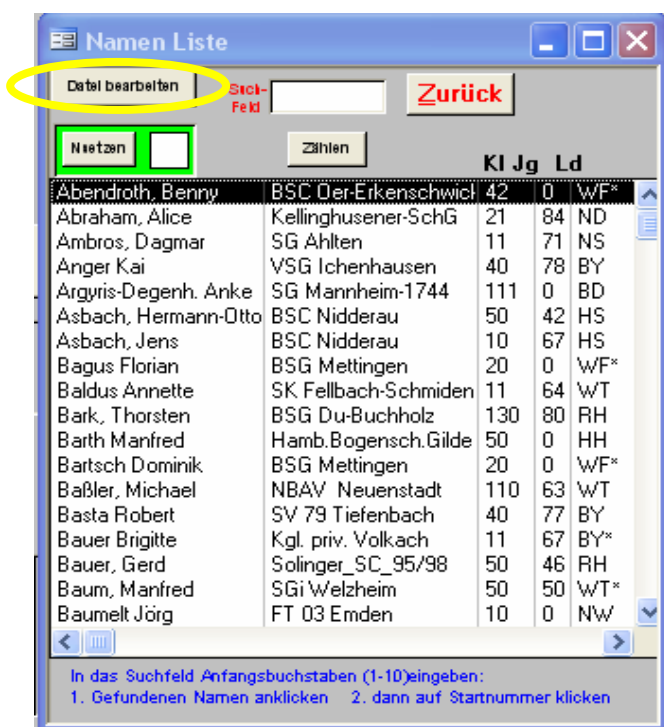 Namen Liste
Datei bearbeiten Such-Feld Zurück
Nsetzen Zählen Kl Jg Ld
Abendroth, Benny BSC Oer-Erkenschwick 42 0 WF*
Abraham, Alice Kellinghusener-SchG 21 84 ND
Ambros, Dagmar SG Ahlten 11 71 NS
Anger Kai VSG Ichenhausen 40 78 BY
Argyris-Degenh. Anke SG Mannheim-1744 111 0 BD
Asbach, Hermann-Otto BSC Nidderau 50 42 HS
Asbach, Jens BSC Nidderau 10 67 HS
Bagus Florian BSG Mettingen 20 0 WF*
Baldus Annette SK Fellbach-Schmiden 11 64 WT
Bark, Thorsten BSG Du-Buchholz 130 80 RH
Barth Manfred Hamb.Bogensch.Gilde 50 0 HH
Bartsch Dominik BSG Mettingen 20 0 WF*
Baßler, Michael NBAV Neuenstadt 110 63 WT
Basta Robert SV 79 Tiefenbach 40 77 BY
Bauer Brigitte Kgl. priv. Volkach 11 67 BY*
Bauer, Gerd Solinger_SC_95/98 50 46 RH
Baum, Manfred SGi Welzheim 50 50 WT*
Baumelt Jörg FT 03 Emden 10 0 NW
In das Suchfeld Anfangsbuchstaben (1-10)eingeben:
1. Gefundenen Namen anklicken 2. dann auf Startnummer klicken